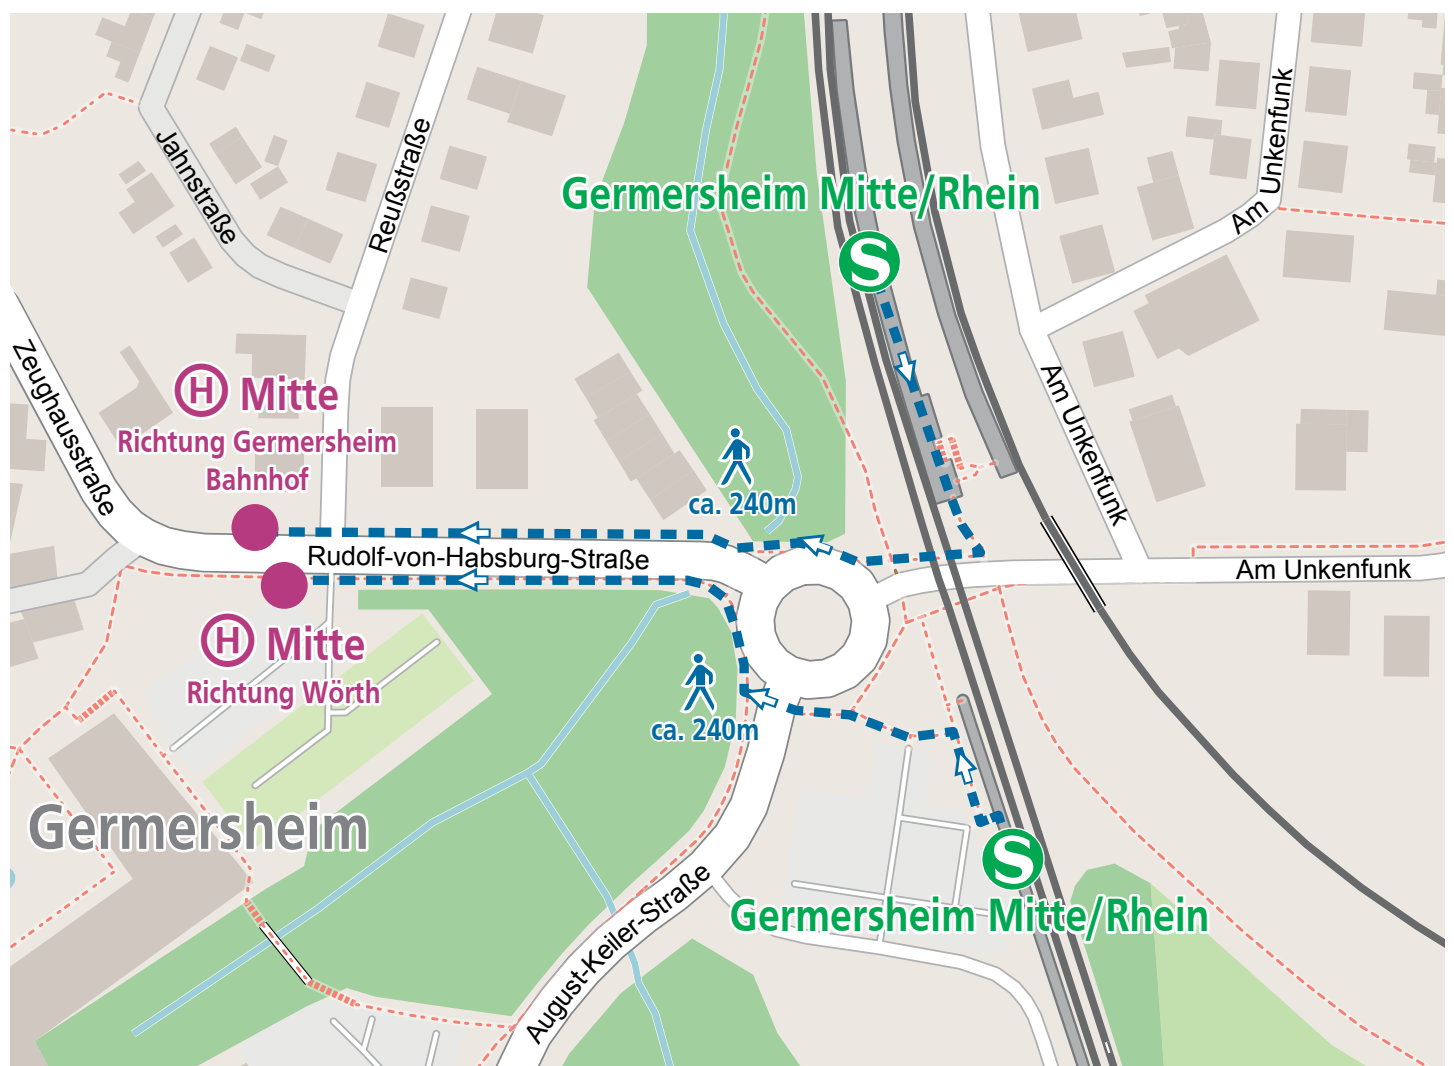 Jahnstraße
Reußstraße
Am Unkenfunk
Germersheim Mitte/Rhein
Am
S
Zeughausstraße
H Mitte
Richtung Germersheim
Bahnhof
Am Unkenfunk
ca. 240m
Rudolf-von-Habsburg-Straße
Am Unkenfunk
H Mitte
Richtung Wörth
ca. 240m
Germersheim
S
August-Keiler-Straße
Germersheim Mitte/Rhein